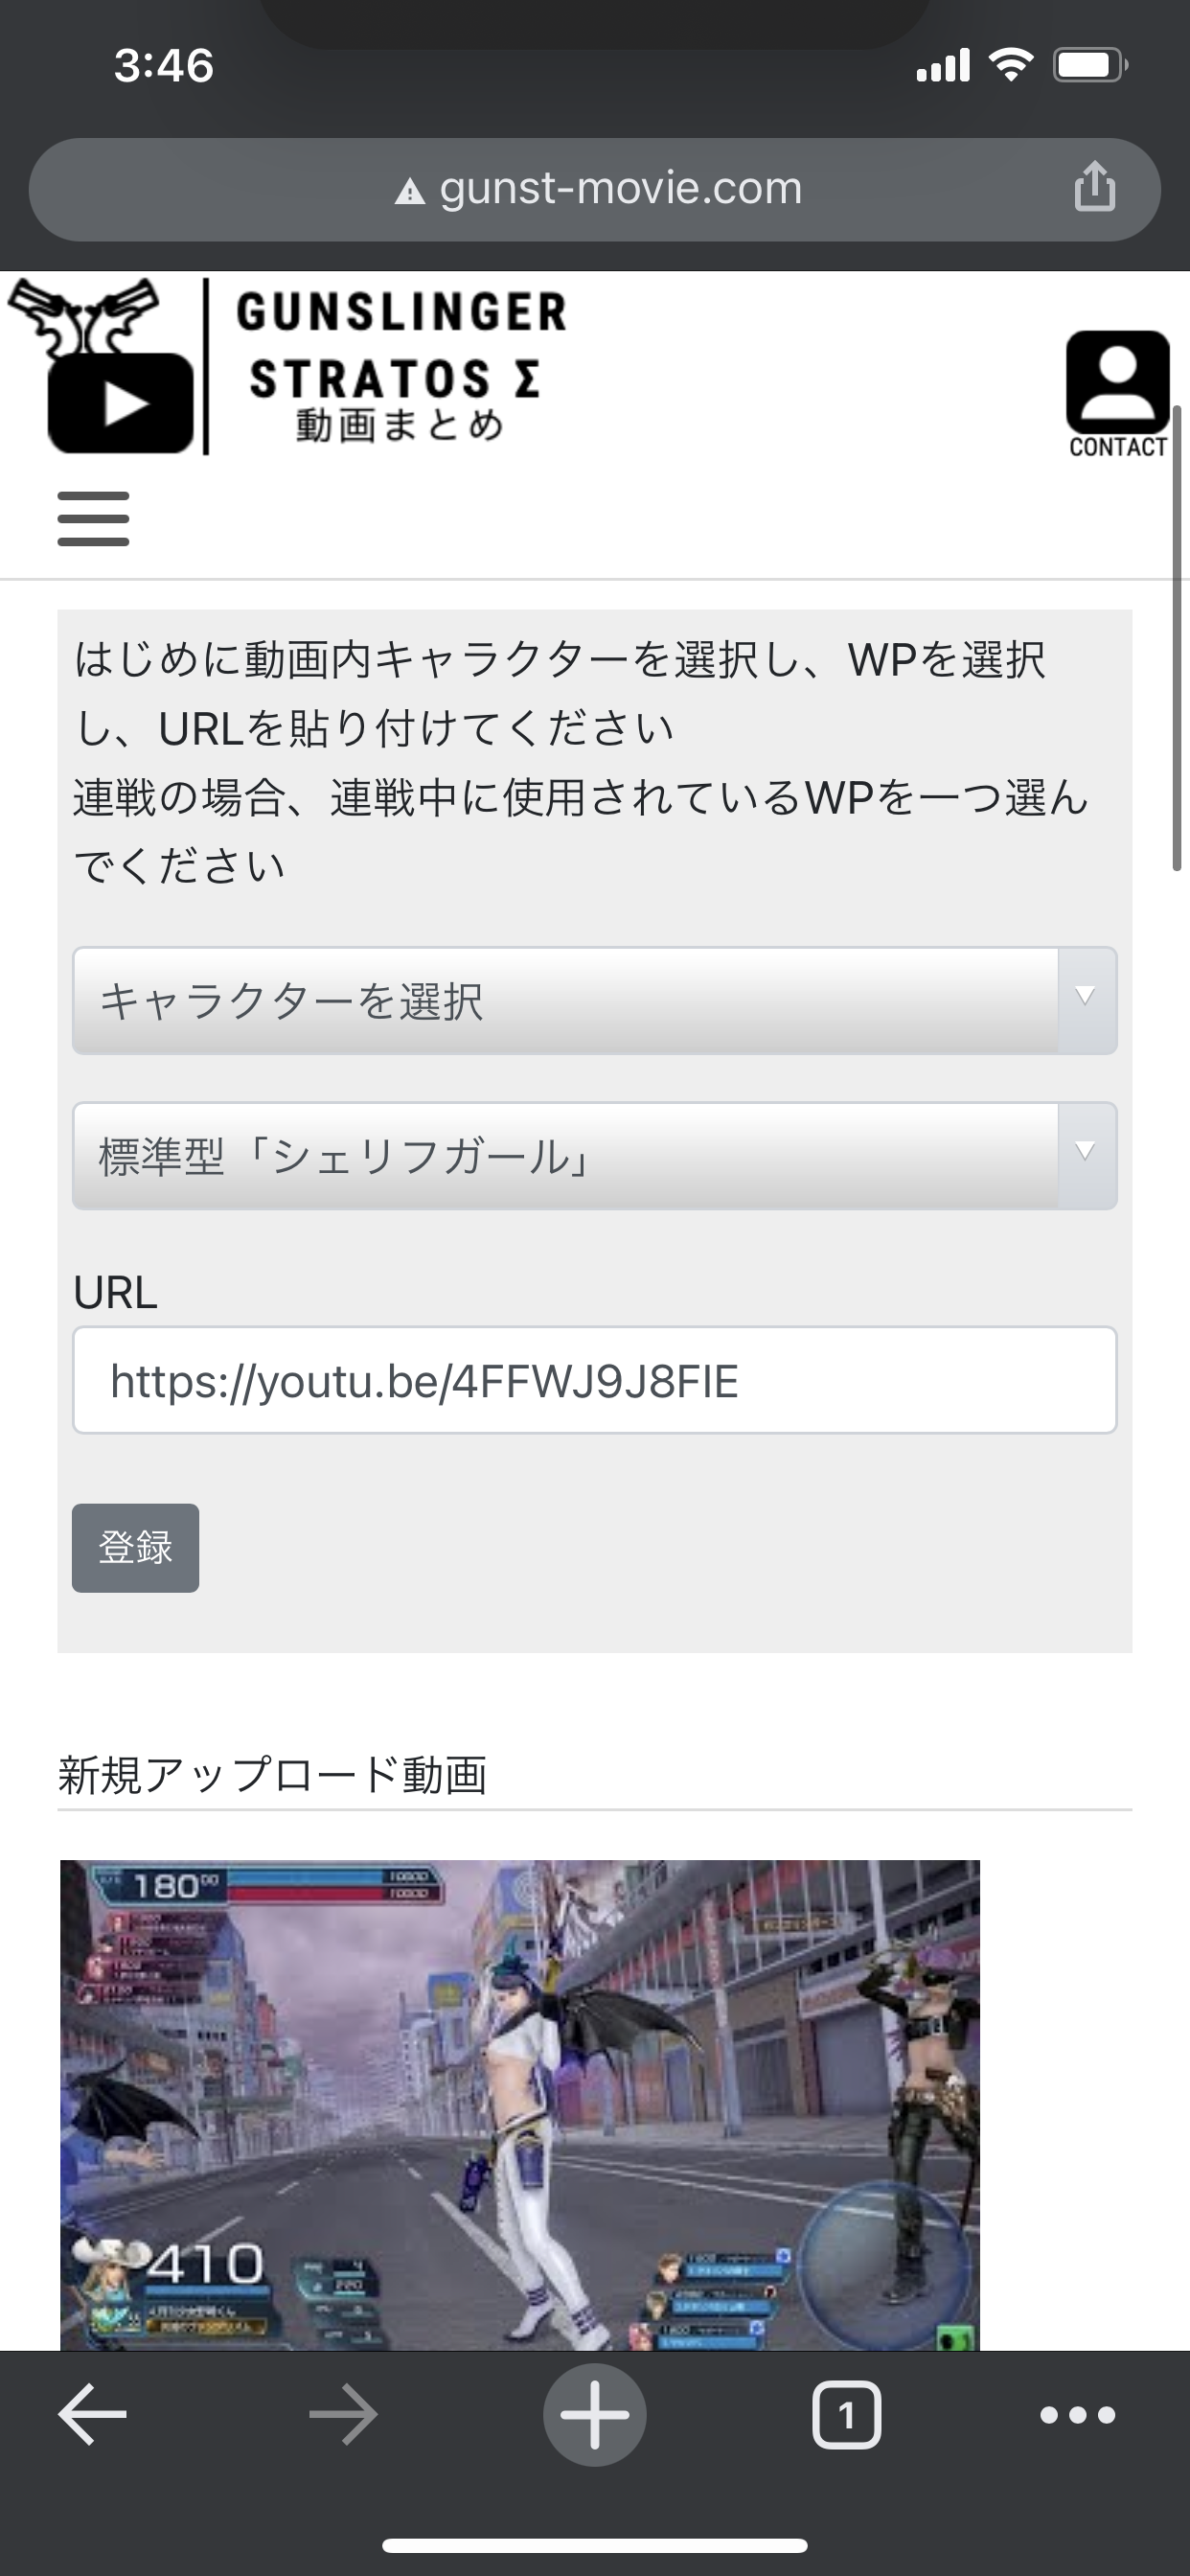 3:46
gunst-movie.com
GUNSLINGER
STRATOS Σ
動画まとめ
CONTACT
はじめに動画内キャラクターを選択し、WPを選択
し、URLを貼り付けてください
連戦の場合、連戦中に使用されているWPを一つ選ん
でください
キャラクターを選択
標準型「シェリフガール」
URL
https://youtu.be/4FFWJ9J8FIE
登録
新規アップロード動画
180
410
1